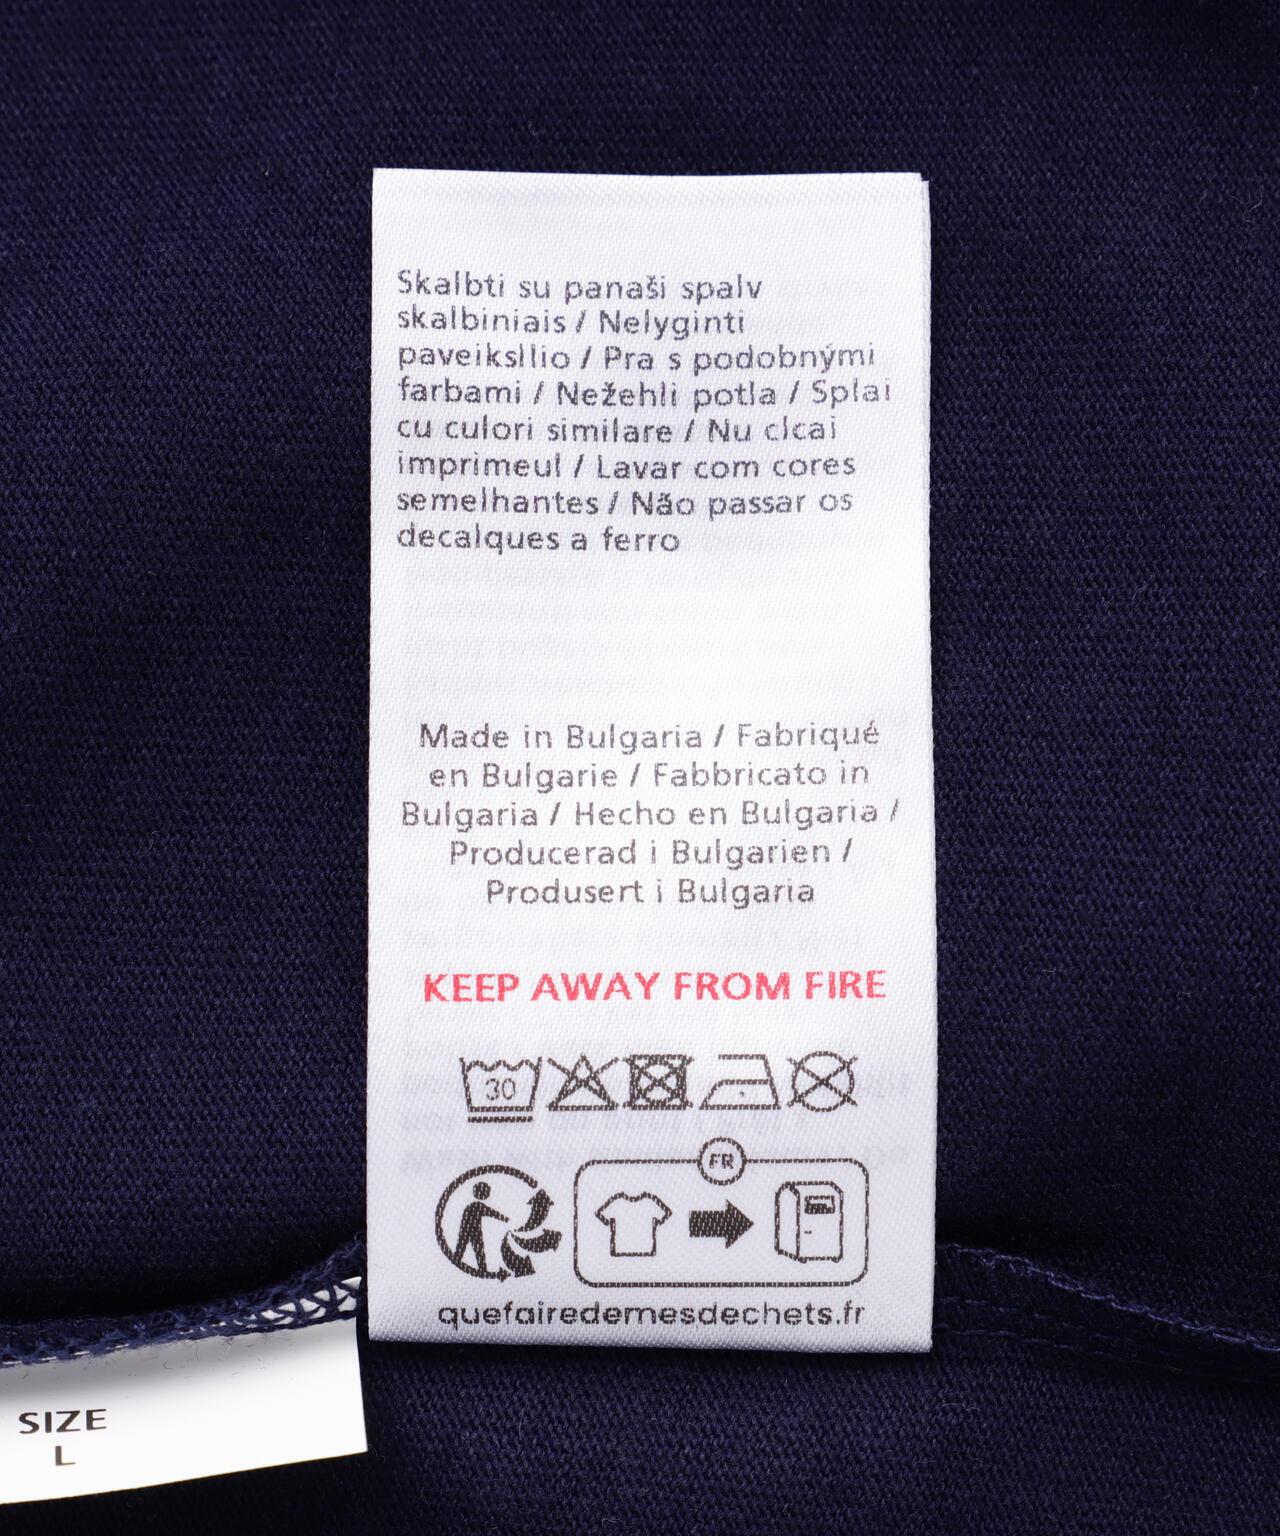 Skalbti su panaši spalv
skalbiniais / Nelyginti
paveiksllio / Pra s podobnými
farbami / Nežehli potla / Splai
cu culori similare / Nu clcai
imprimeul / Lavar com cores
semelhantes / Não passar os
decalques a ferro
Made in Bulgaria / Fabriqué
en Bulgarie / Fabbricato in
Bulgaria / Hecho en Bulgaria /
Producerad i Bulgarien /
Produsert i Bulgaria
KEEP AWAY FROM FIRE
30
FR
quefairedemesdechets.fr
SIZE
L